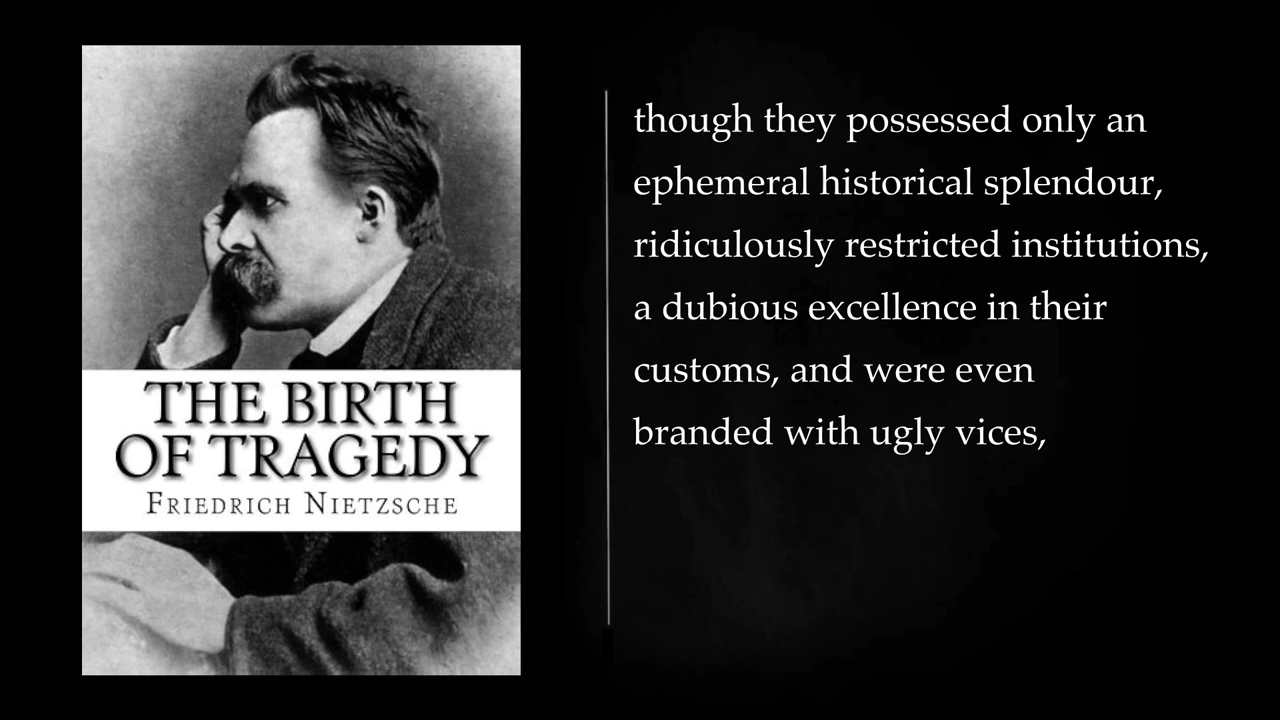 THE BIRTH
OF TRAGEDY
FRIEDRICH NIETZSCHE
though they possessed only an
ephemeral historical splendour,
ridiculously restricted institutions,
a dubious excellence in their
customs, and were even
branded with ugly vices,